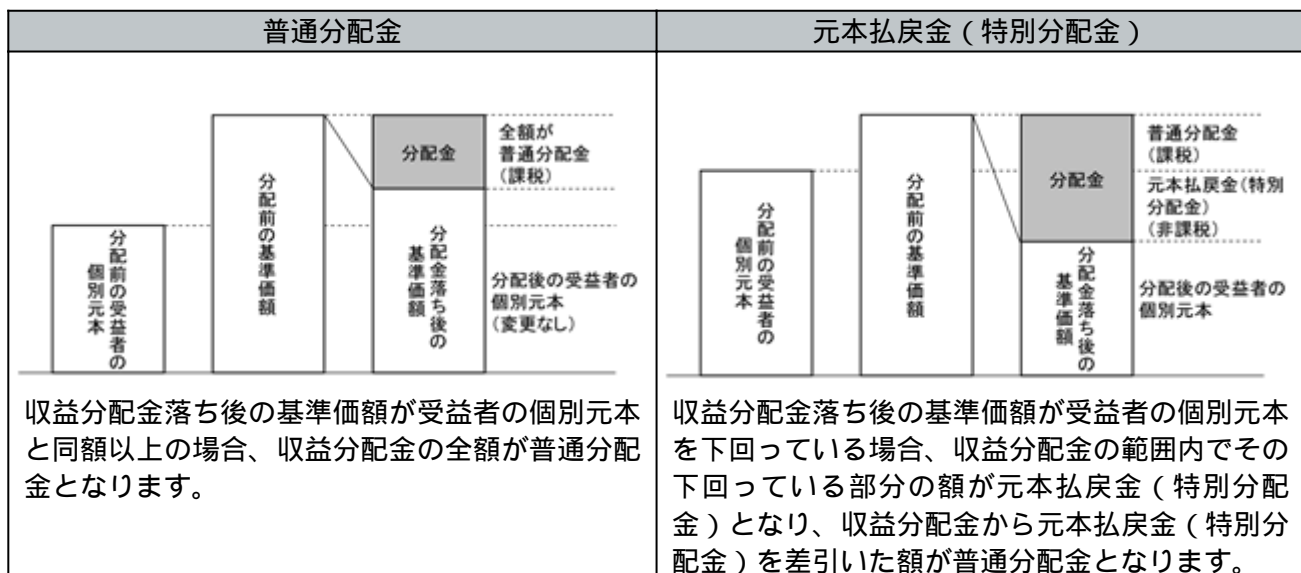 普通分配金
分配前の受益者の
個別元本
分配前の基準価額
分配金
分配金落ち後の
基準価額
全額が
普通分配金
(課税)
分配後の受益者の
個別元本
(変更なし)
収益分配金落ち後の基準価額が受益者の個別元本
と同額以上の場合、収益分配金の全額が普通分配
金となります。
元本払戻金(特別分配金)
分配前の受益者の
個別元本
分配前の基準価額
分配金
分配金落ち後の
基準価額
普通分配金
(課税)
元本払戻金(特別
分配金)
(非課税)
分配後の受益者の
個別元本
収益分配金落ち後の基準価額が受益者の個別元本
を下回っている場合、収益分配金の範囲内でその
下回っている部分の額が元本払戻金(特別分配
金)となり、収益分配金から元本払戻金(特別分
配金)を差引いた額が普通分配金となります。